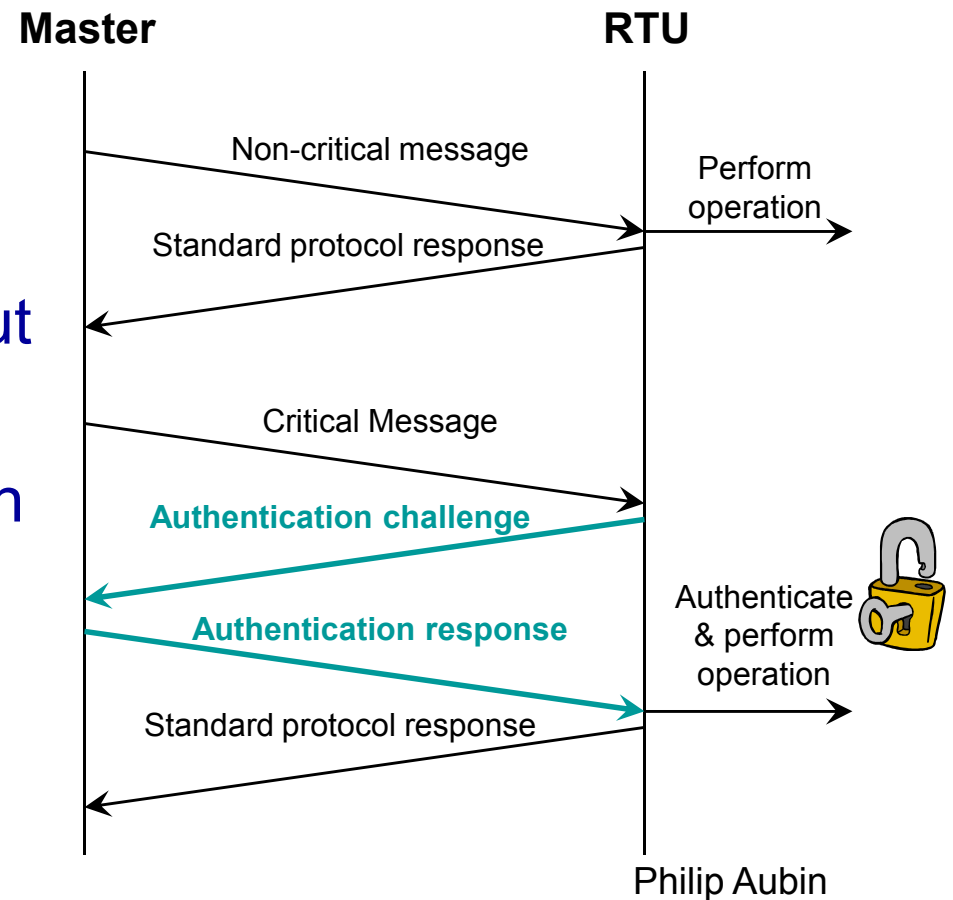 Master
RTU
Non-critical message
Perform
operation
Standard protocol response
ut
Critical Message
n
Authentication challenge
Authentication response
Authenticate
& perform
operation
Standard protocol response
Philip Aubin